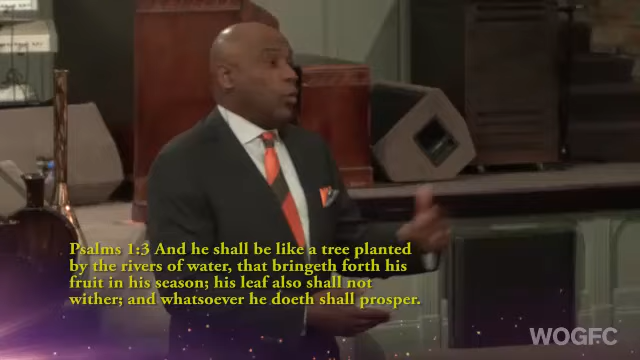 Psalms 1:3 And he shall be like a tree planted
by the rivers of water, that bringeth forth his
fruit in his season; his leaf also shall not
wither; and whatsoever he doeth shall prosper.
WOGFC